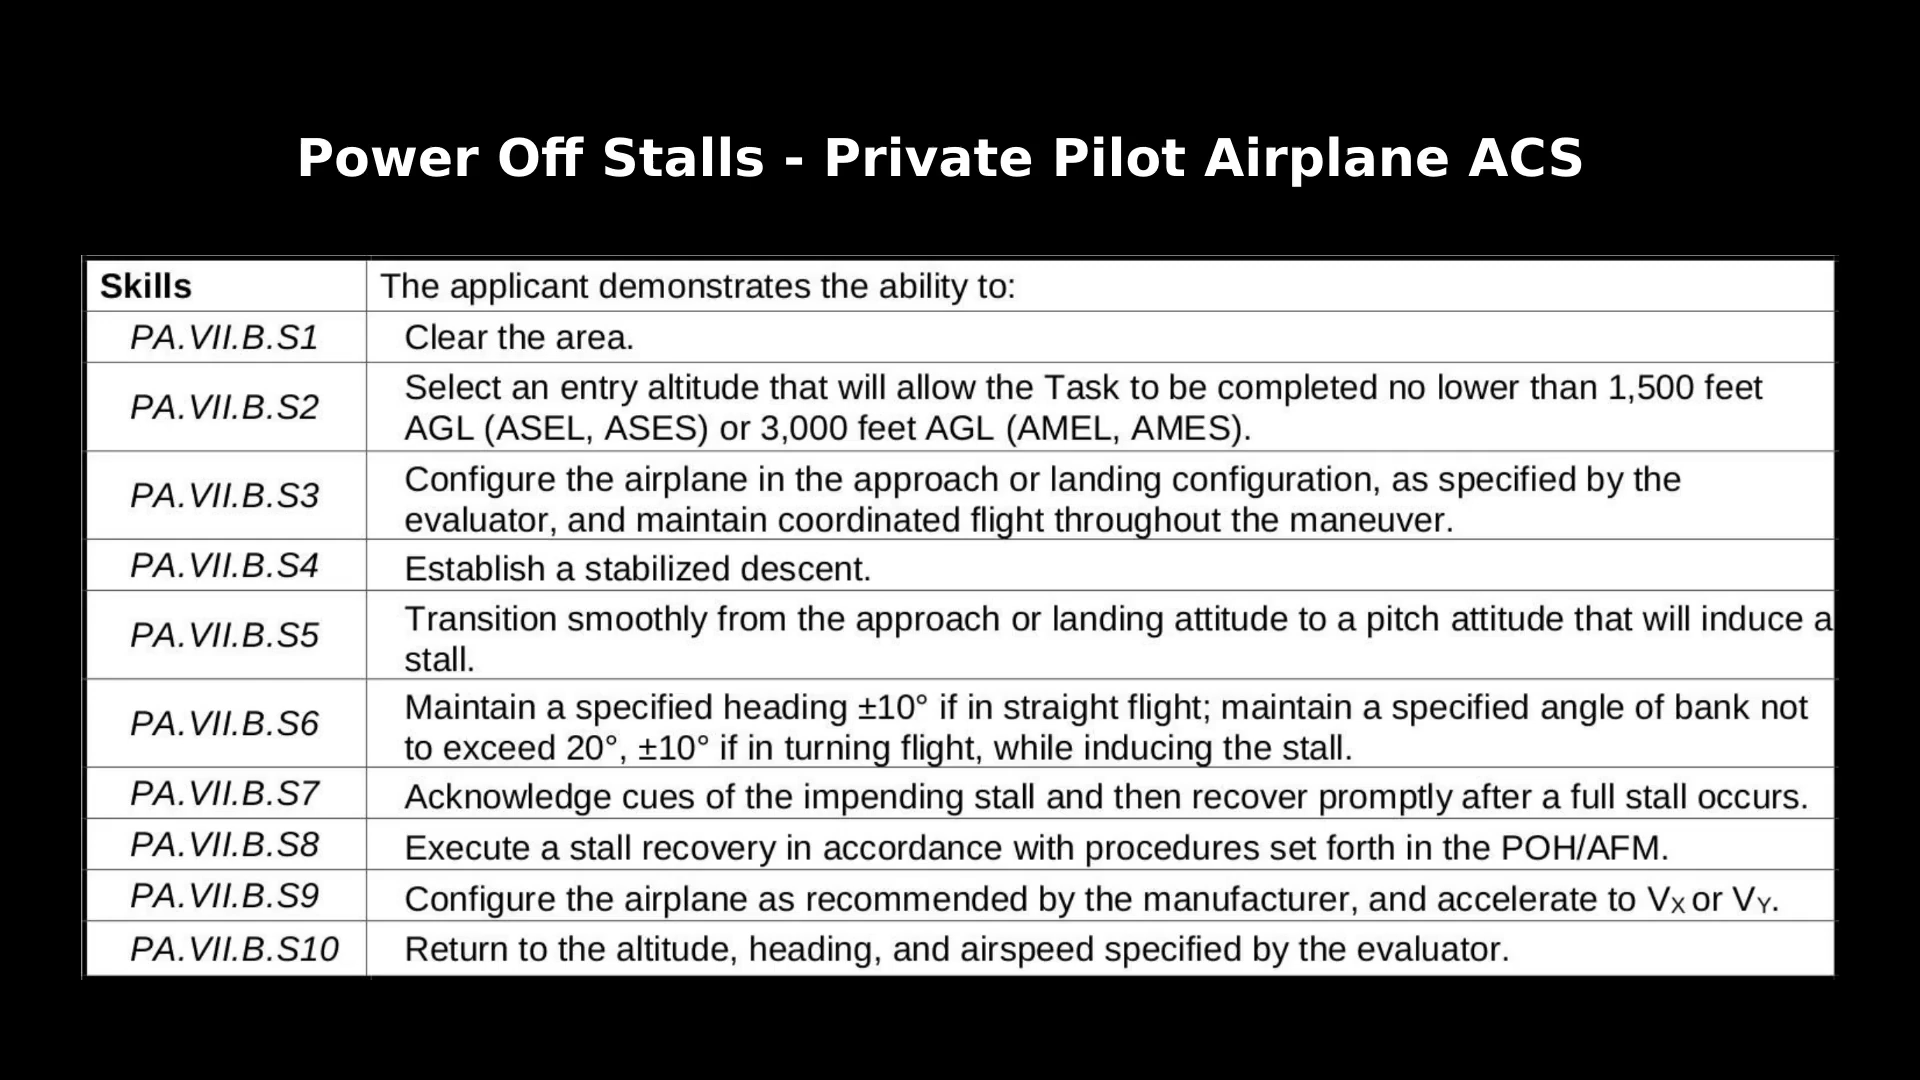 Power Off Stalls - Private Pilot Airplane ACS
Skills
The applicant demonstrates the ability to:
PA.VII.B.S1
Clear the area.
PA.VII.B.S2
Select an entry altitude that will allow the Task to be completed no lower than 1,500 feet
AGL (ASEL, ASES) or 3,000 feet AGL (AMEL, AMES).
PA.VII.B.S3
Configure the airplane in the approach or landing configuration, as specified by the
evaluator, and maintain coordinated flight throughout the maneuver.
PA.VII.B.S4
Establish a stabilized descent.
PA.VII.B.S5
Transition smoothly from the approach or landing attitude to a pitch attitude that will induce a
stall.
PA.VII.B.S6
Maintain a specified heading ±10° if in straight flight; maintain a specified angle of bank not
to exceed 20°, ±10° if in turning flight, while inducing the stall.
PA.VII.B.S7
Acknowledge cues of the impending stall and then recover promptly after a full stall occurs.
PA.VII.B.S8
Execute a stall recovery in accordance with procedures set forth in the POH/AFM.
PA.VII.B.S9
Configure the airplane as recommended by the manufacturer, and accelerate to VX or VY.
PA.VII.B.S10
Return to the altitude, heading, and airspeed specified by the evaluator.